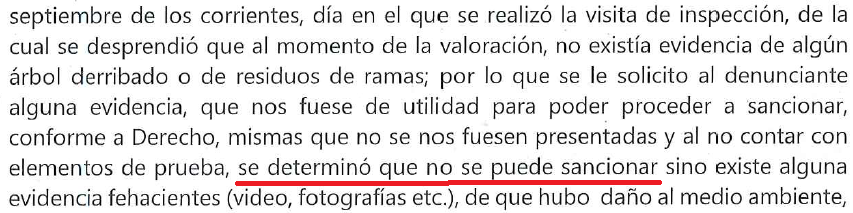 septiembre de los corrientes, día en el que se realizó la visita de inspección, de la
cual se desprendió que al momento de la valoración, no existía evidencia de algún
árbol derribado o de residuos de ramas; por lo que se le solicito al denunciante
alguna evidencia, que nos fuese de utilidad para poder proceder a sancionar,
conforme a Derecho, mismas que no se nos fuesen presentadas y al no contar con
elementos de prueba, se determinó que no se puede sancionar sino existe alguna
evidencia fehacientes (video, fotografías etc.), de que hubo daño al medio ambiente,